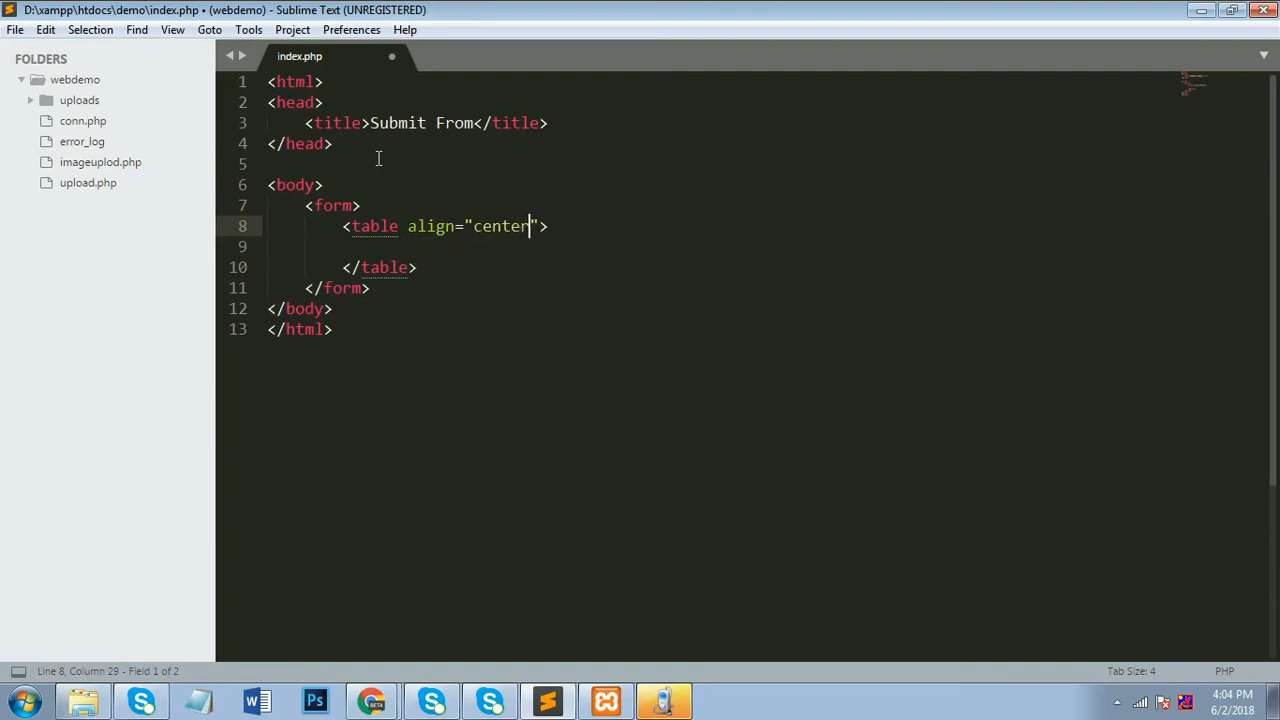 D:\xampp\htdocs\demo\index.php • (webdemo) - Sublime Text (UNREGISTERED)
File Edit Selection Find View Goto Tools Project Preferences Help
FOLDERS
webdemo
uploads
conn.php
error_log
imageuplod.php
upload.php
index.php
1 <html>
2 <head>
3 <title>Submit From</title>
4 </head>
5
6 <body>
7 <form>
8 <table align="center">
9
10 </table>
11 </form>
12 </body>
13 </html>
Line 8, Column 29 - Field 1 of 2
Tab Size: 4
PHP
W
Ps
BETA
4:04 PM
6/2/2018